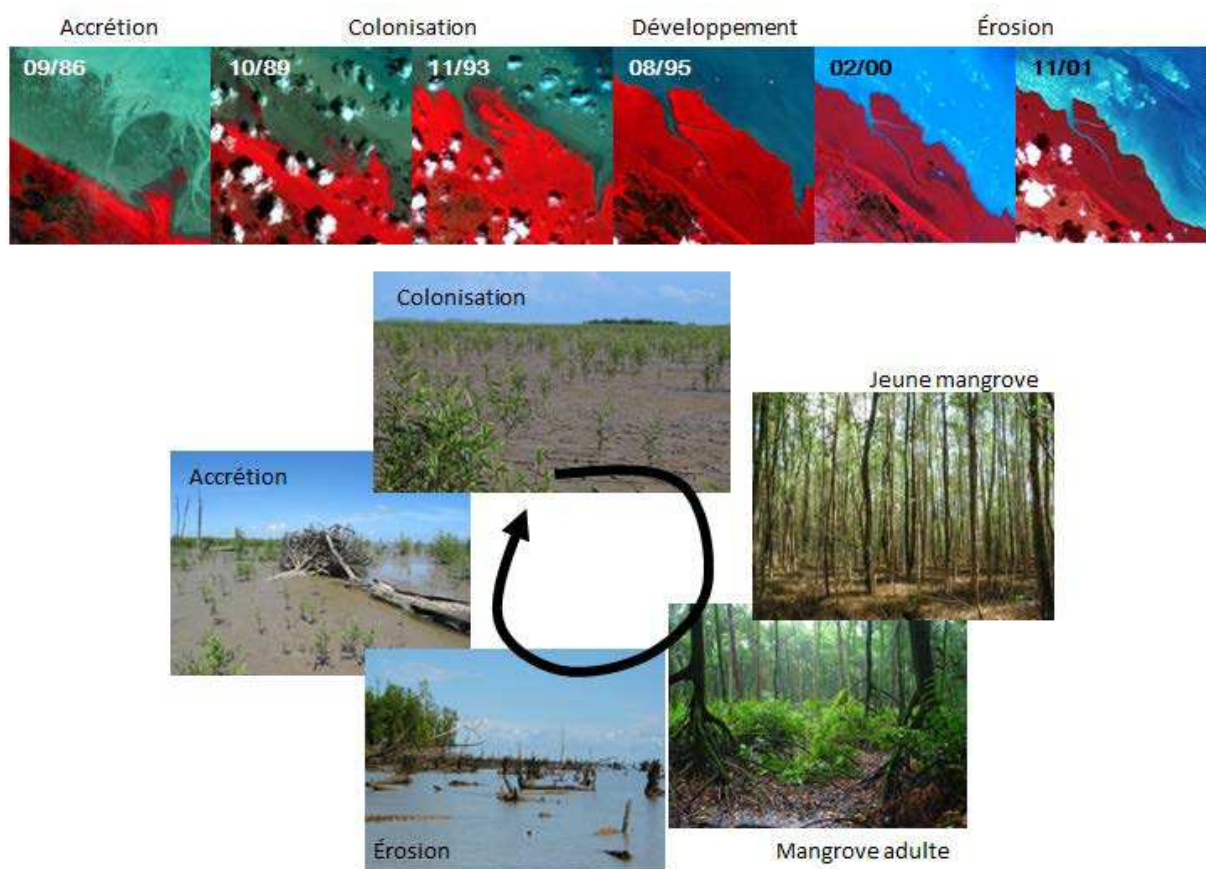 Accrétion Colonisation Développement Érosion
09/86 10/89 11/93 08/95 02/00 11/01
Colonisation
Jeune mangrove
Accrétion
Érosion
Mangrove adulte